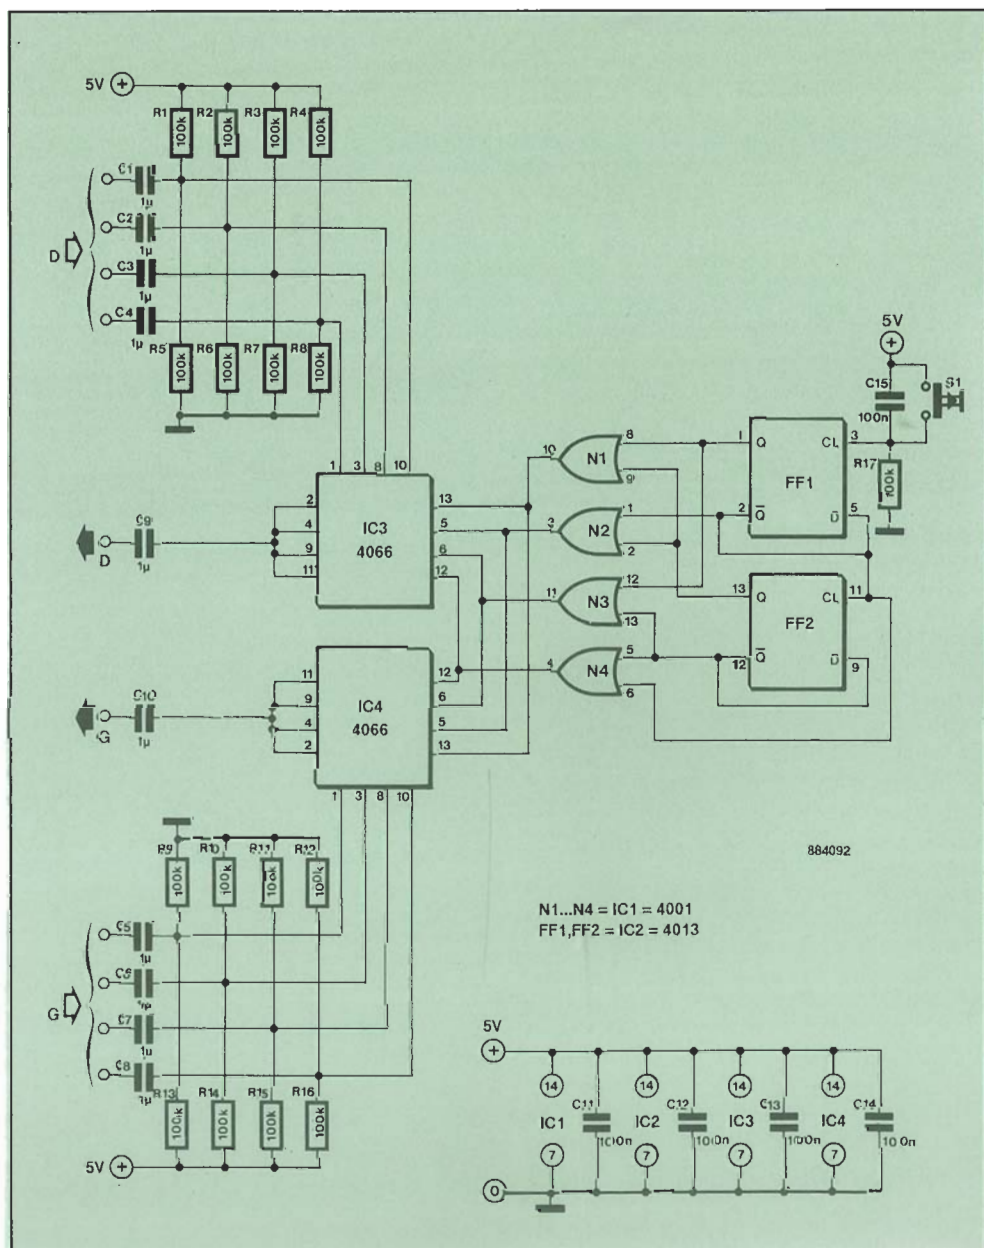 5V +
R1 R2 R3 R4
100k 100k 100k 100k
C1
1µ
C2
1µ
D
C3
1µ
C4
1µ
R5 R6 R7 R8
100k 100k 100k 100k
5V
+
C15
100n
S1
R17
100k
1 3 8 10
2
4
9
11
IC3
4066
13
5
6
12
C9
1µ
D
10 N1 8
9
3 N2 1
2
11 N3 12
13
4 N4 5
6
1 Q CL 3
FF1
2 Q D 5
13 Q CL 11
FF2
12 Q D 9
11
9
4
2
IC4
4066
12
6
5
13
C10
1µ
G
1 3 8 10
R9 R10 R11 R12
100k 100k 100k 100k
884092
N1...N4 = IC1 = 4001
FF1,FF2 = IC2 = 4013
C5
1µ
C6
1µ
G
C7
1µ
C8
1µ
R13 R14 R15 R16
100k 100k 100k 100k
5V +
5V
+
14 14 14 14
C11 C12 C13 C14
IC1 IC2 IC3 IC4
100n 100n 100n 100n
7 7 7 7
0